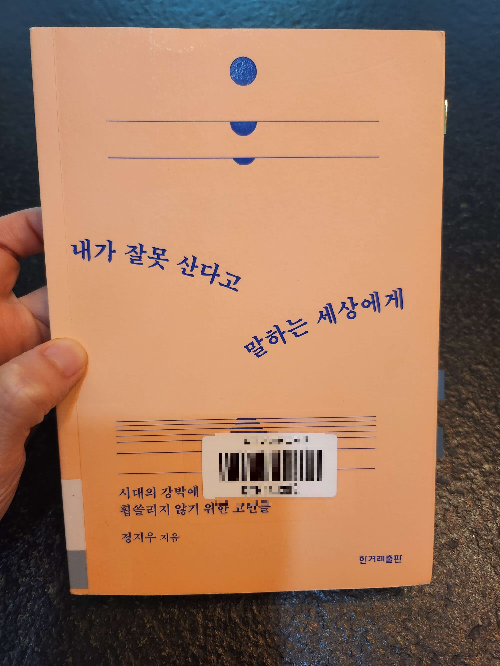 내가 잘못 산다고
말하는 세상에게
시대의 강박에
휩쓸리지 않기 위한 고민들
정지우 지음
한겨레출판